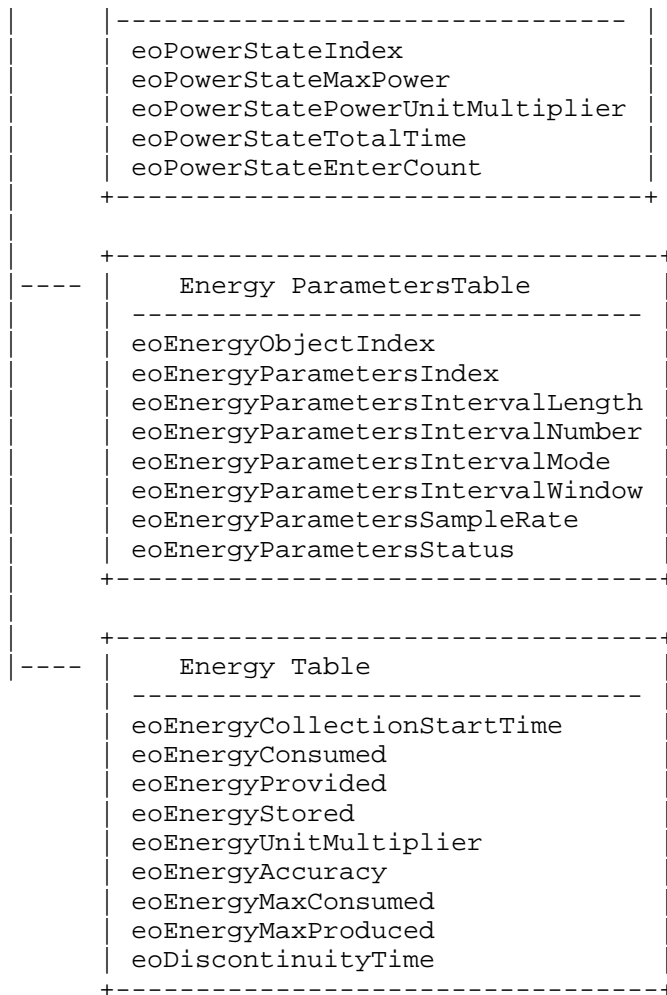 |     |--------------------------------- |
|     | eoPowerStateIndex                |
|     | eoPowerStateMaxPower             |
|     | eoPowerStatePowerUnitMultiplier  |
|     | eoPowerStateTotalTime            |
|     | eoPowerStateEnterCount           |
|     +---------------------------------+
|
|     +----------------------------------+
|---- |    Energy ParametersTable        |
|     | -------------------------------- |
|     | eoEnergyObjectIndex              |
|     | eoEnergyParametersIndex          |
|     | eoEnergyParametersIntervalLength |
|     | eoEnergyParametersIntervalNumber |
|     | eoEnergyParametersIntervalMode   |
|     | eoEnergyParametersIntervalWindow |
|     | eoEnergyParametersSampleRate     |
|     | eoEnergyParametersStatus         |
|     +----------------------------------+
|
|     +----------------------------------+
|---- |    Energy Table                  |
      | -------------------------------- |
      | eoEnergyCollectionStartTime      |
      | eoEnergyConsumed                 |
      | eoEnergyProvided                 |
      | eoEnergyStored                   |
      | eoEnergyUnitMultiplier           |
      | eoEnergyAccuracy                 |
      | eoEnergyMaxConsumed              |
      | eoEnergyMaxProduced              |
      | eoDiscontinuityTime              |
      +----------------------------------+